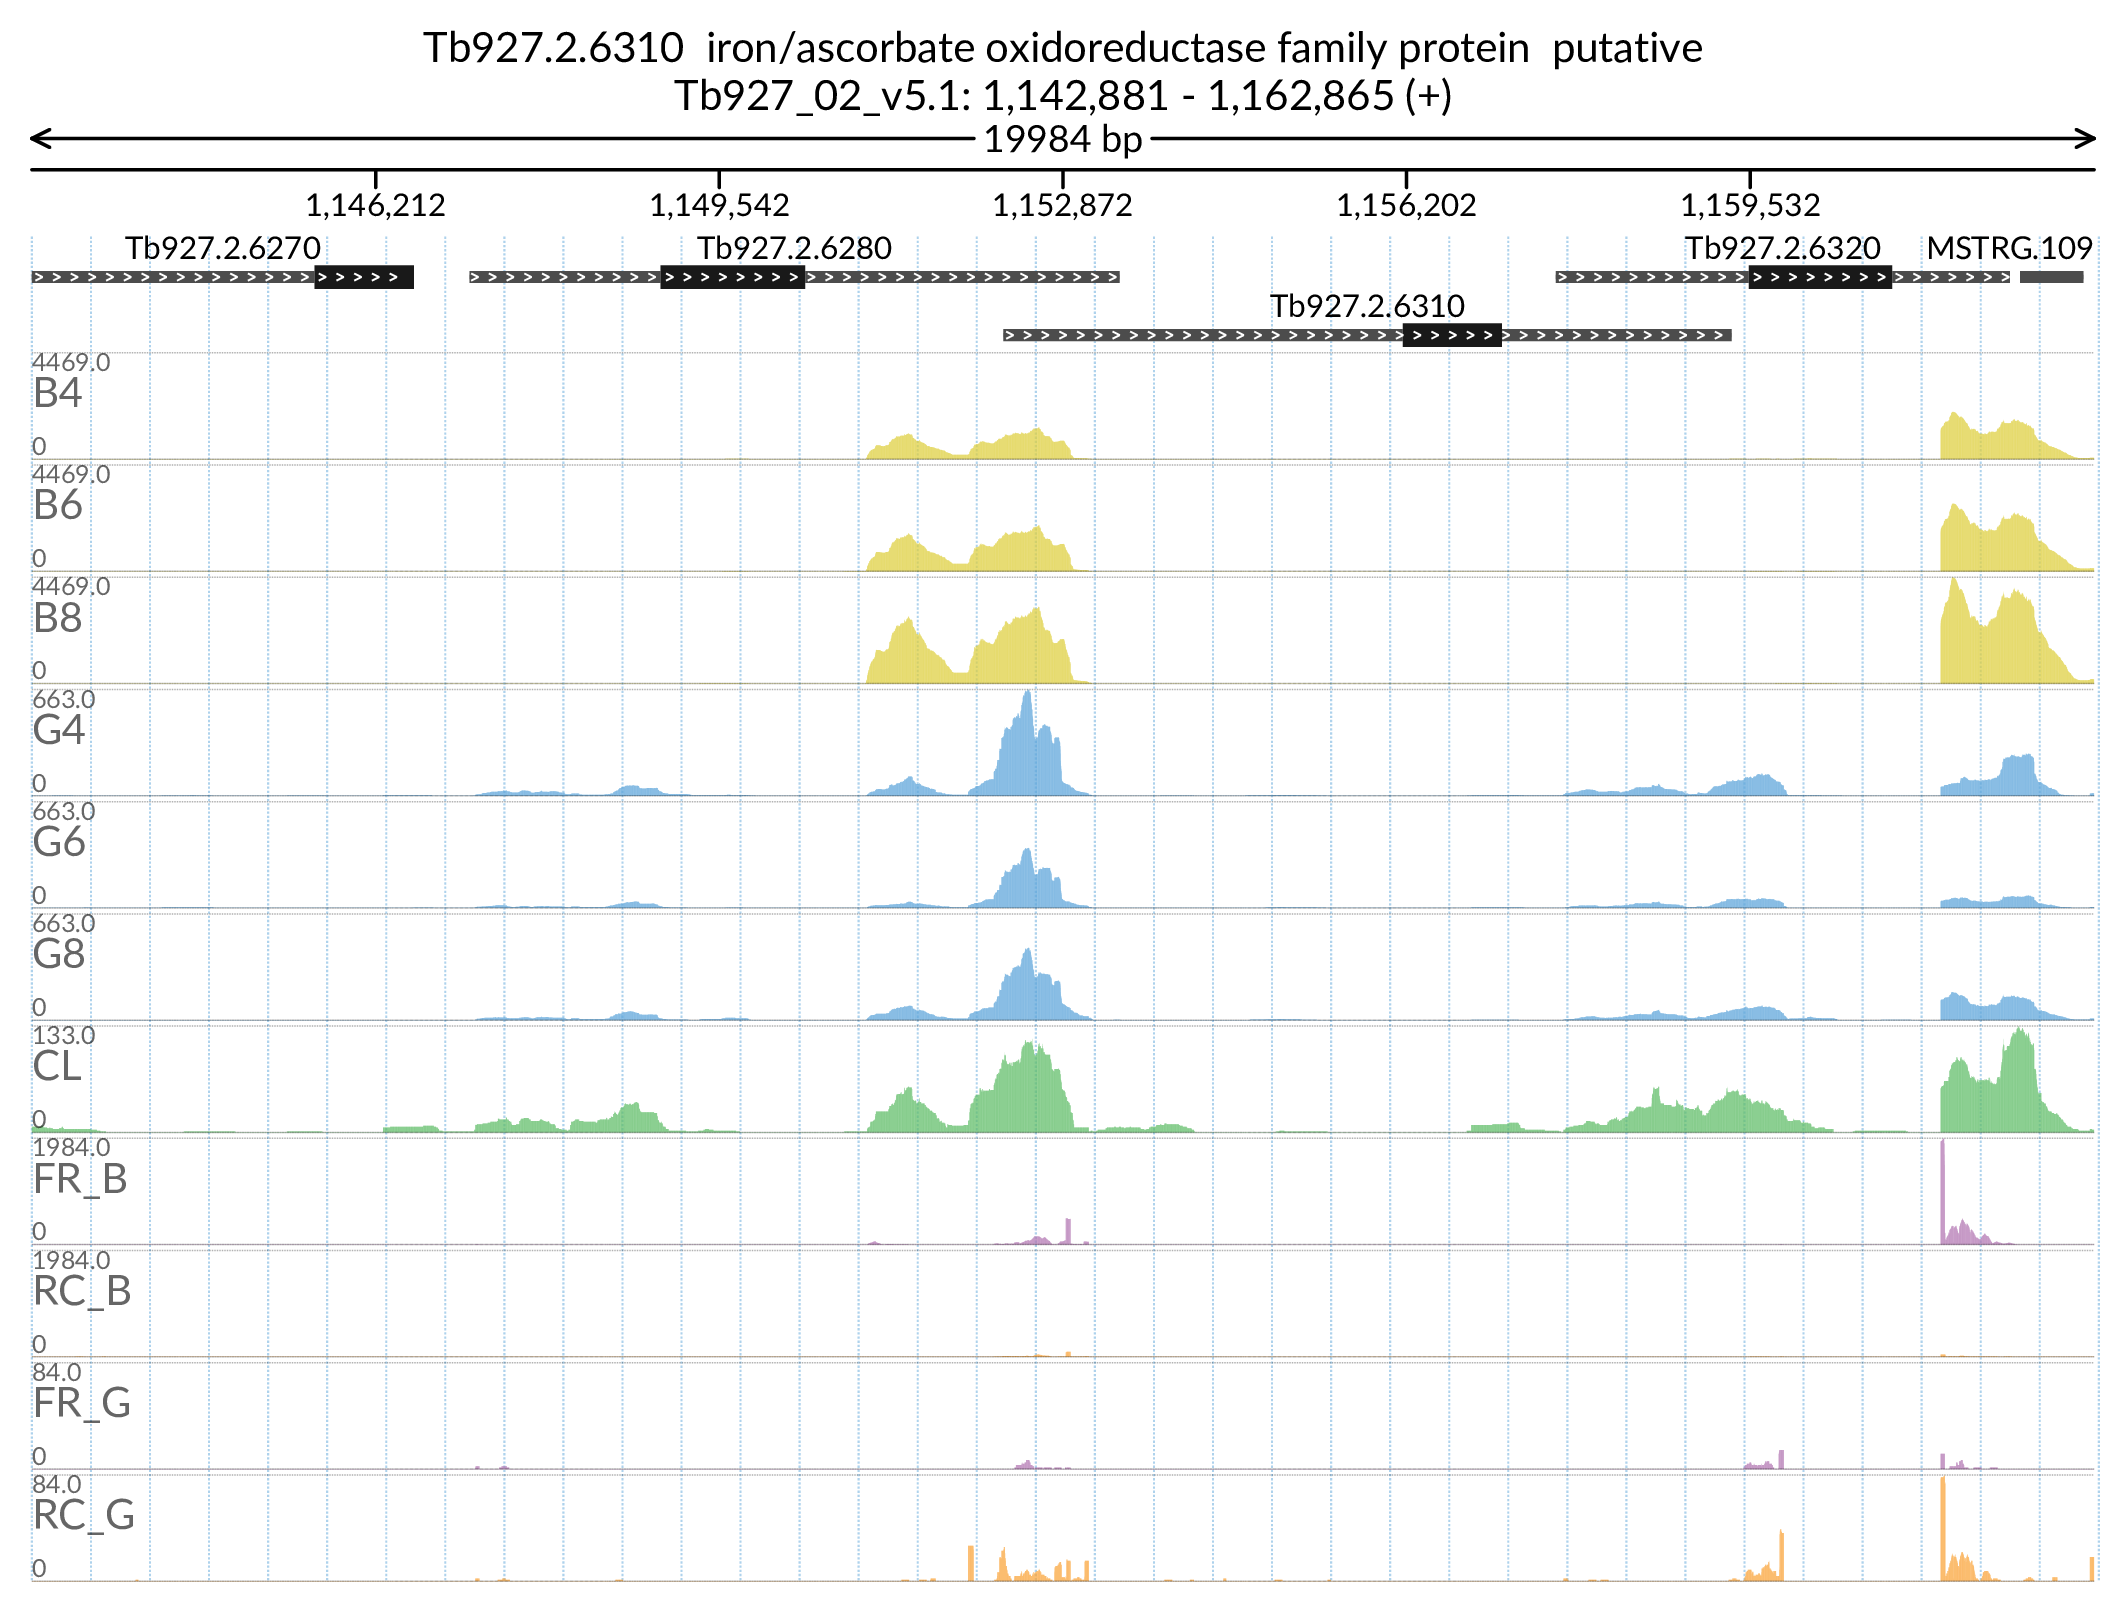 Tb927.2.6310  iron/ascorbate oxidoreductase family protein  putative
Tb927_02_v5.1: 1,142,881 - 1,162,865 (+)
19984 bp
1,146,212 1,149,542 1,152,872 1,156,202 1,159,532
Tb927.2.6270 Tb927.2.6280 Tb927.2.6320 MSTRG.109
Tb927.2.6310
4469.0
B4
0
4469.0
B6
0
4469.0
B8
0
663.0
G4
0
663.0
G6
0
663.0
G8
0
133.0
CL
0
1984.0
FR_B
0
1984.0
RC_B
0
84.0
FR_G
0
84.0
RC_G
0